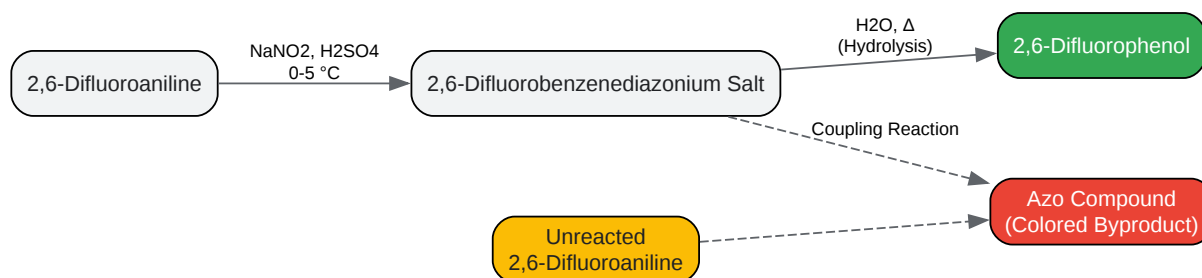 2,6-Difluoroaniline
NaNO2, H2SO4
0-5 °C
2,6-Difluorobenzenediazonium Salt
H2O, Δ
(Hydrolysis)
2,6-Difluorophenol
Coupling Reaction
Unreacted
2,6-Difluoroaniline
Azo Compound
(Colored Byproduct)